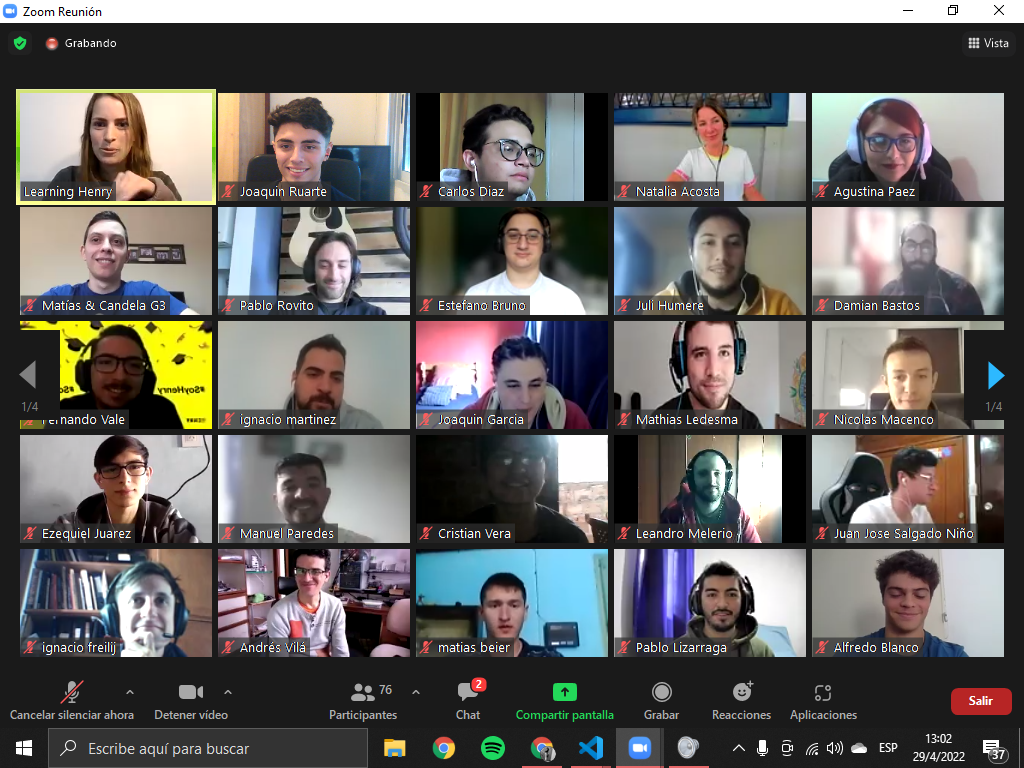 Zoom Reunión
Grabando
Vista
Learning Henry
Joaquin Ruarte
Carlos Diaz
Natalia Acosta
Agustina Paez
Matías & Candela G3
Pablo Rovito
Estefano Bruno
Juli Humere
Damian Bastos
#SoyHenry
1/4
Fernando Vale
ignacio martinez
Joaquin Garcia
Mathias Ledesma
Nicolas Macenco
1/4
Ezequiel Juarez
Manuel Paredes
Cristian Vera
Leandro Melerio
Juan Jose Salgado Niño
ignacio freilij
Andrés Vilá
matias beier
Pablo Lizarraga
Alfredo Blanco
76
2
Cancelar silenciar ahora
Detener vídeo
Participantes
Chat
Compartir pantalla
Grabar
Reacciones
Aplicaciones
Salir
Escribe aquí para buscar
ESP
13:02
29/4/2022
37